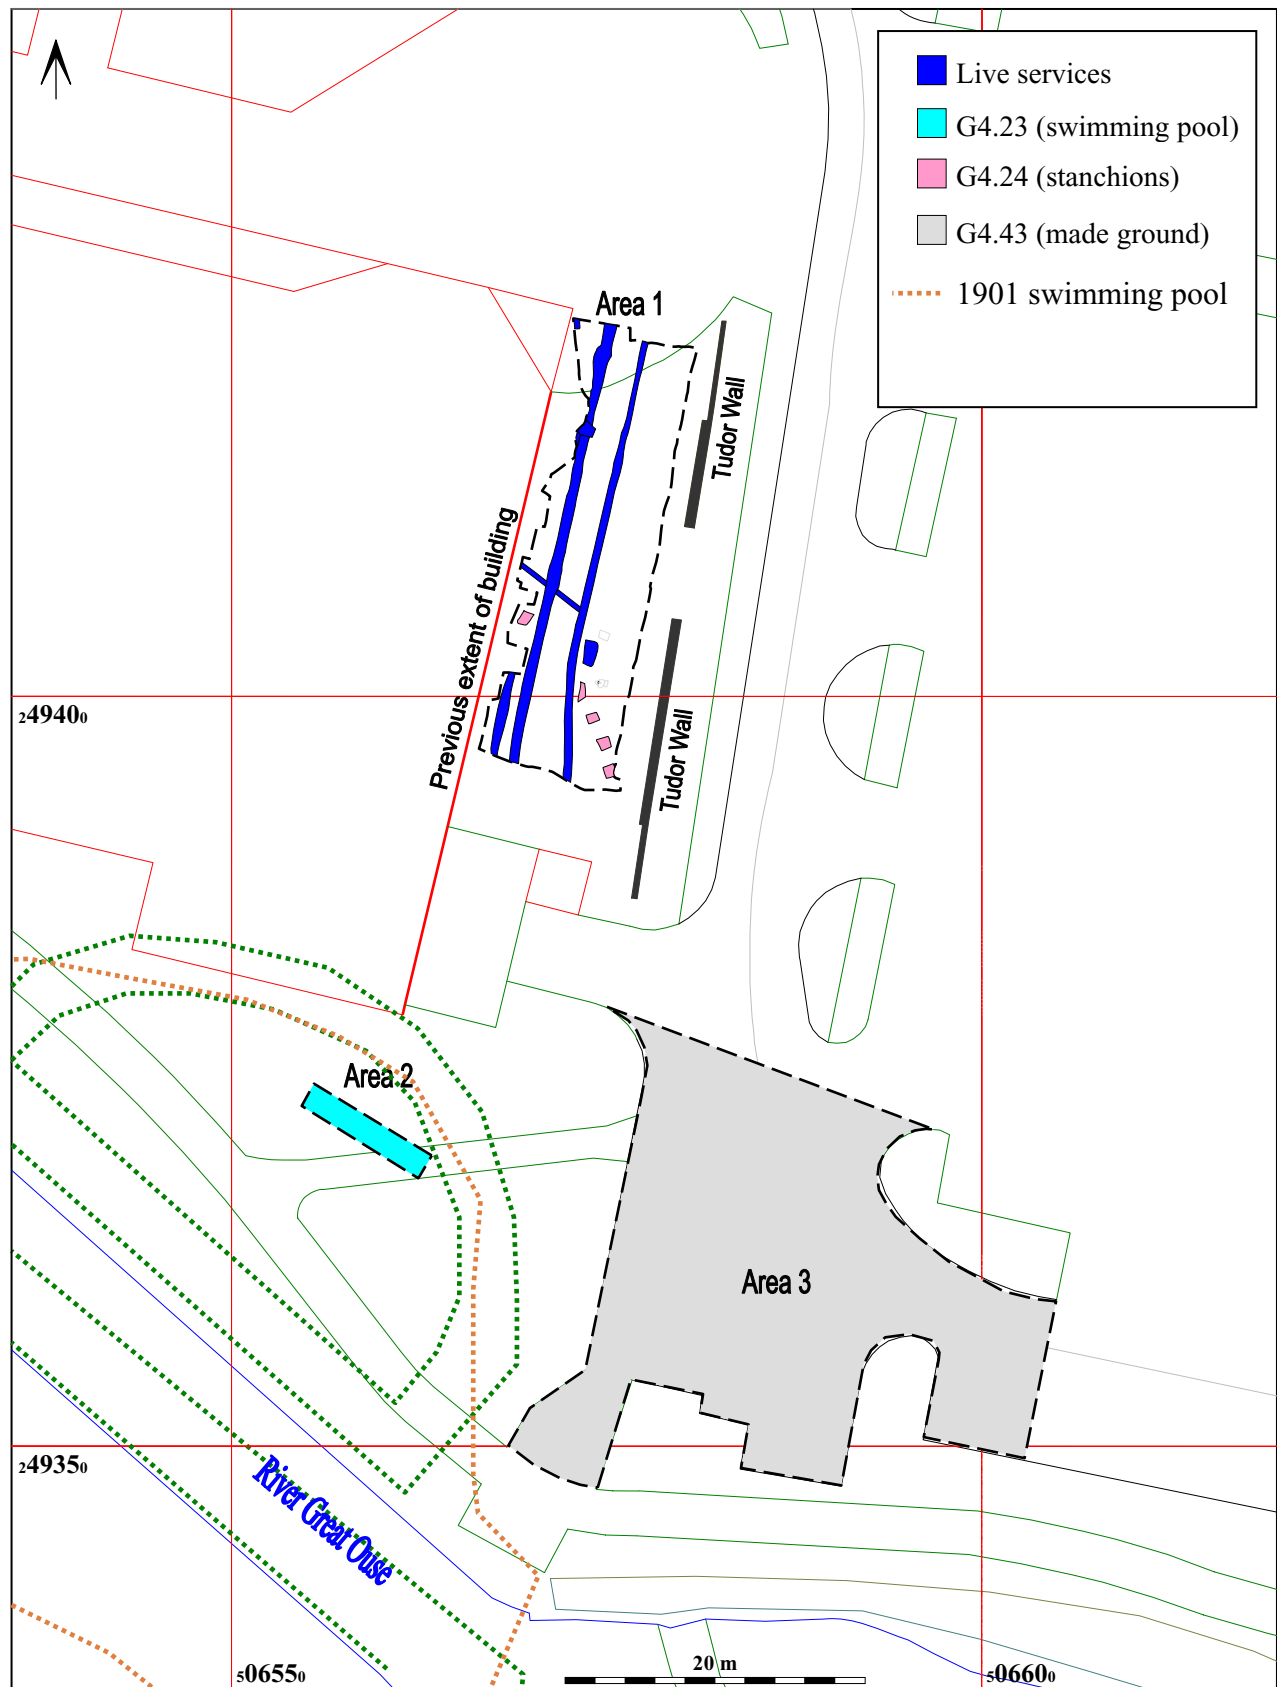 Live services
G4.23 (swimming pool)
G4.24 (stanchions)
G4.43 (made ground)
1901 swimming pool
Area 1
Tudor Wall
Previous extent of building
249400
Tudor Wall
Area 2
Area 3
249350
River Great Ouse
506550
20 m
506600